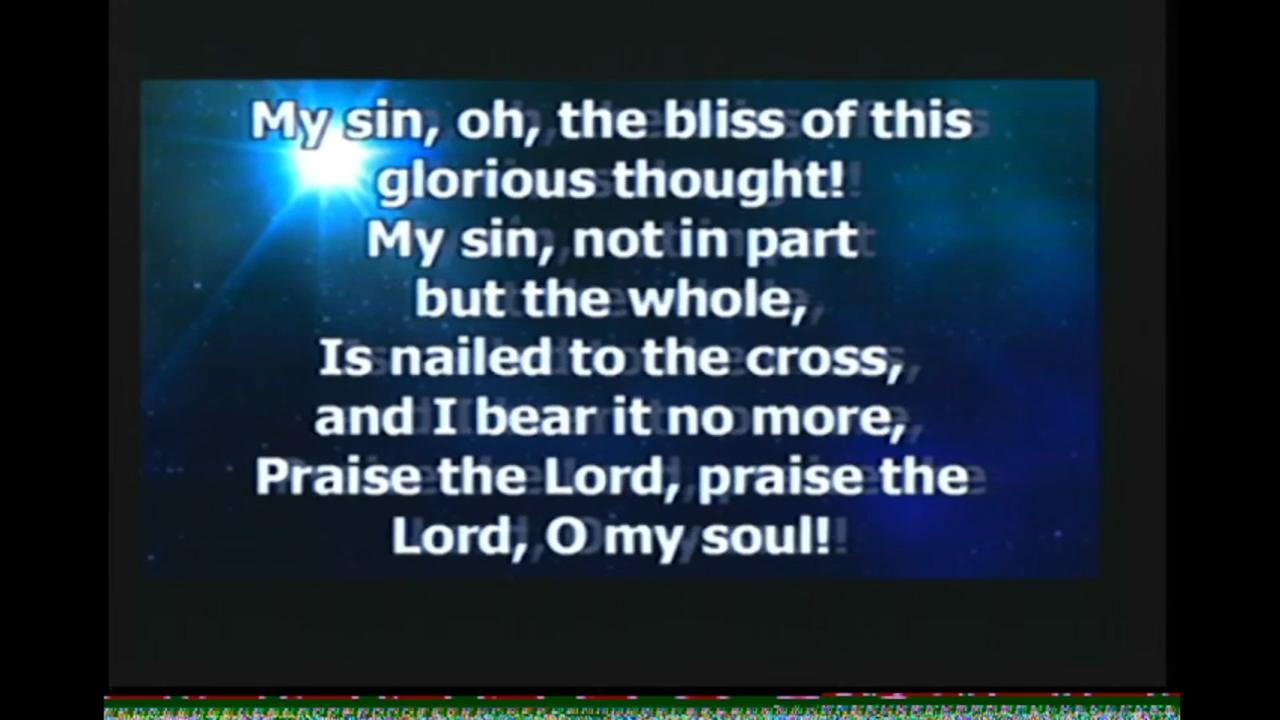 My sin, oh, the bliss of this
glorious thought!
My sin, not in part
but the whole,
Is nailed to the cross,
and I bear it no more,
Praise the Lord, praise the
Lord, O my soul!